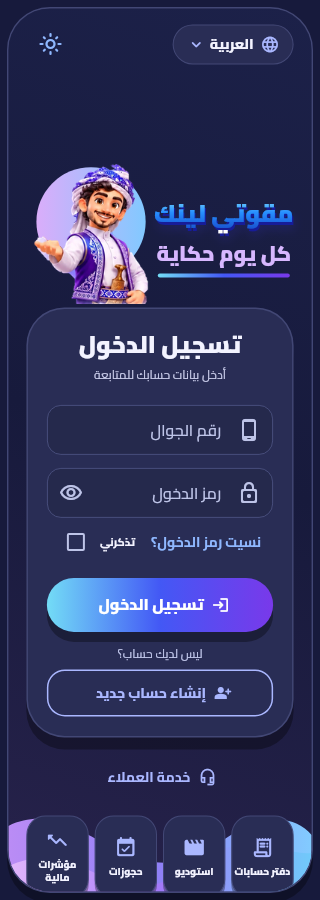 العربية
مقوتي لينك
كل يوم حكاية
تسجيل الدخول
أدخل بيانات حسابك للمتابعة
رقم الجوال
رمز الدخول
نسيت رمز الدخول؟
تذكرني
تسجيل الدخول
ليس لديك حساب؟
إنشاء حساب جديد
خدمة العملاء
دفتر حسابات
استوديو
حجوزات
مؤشرات
مالية